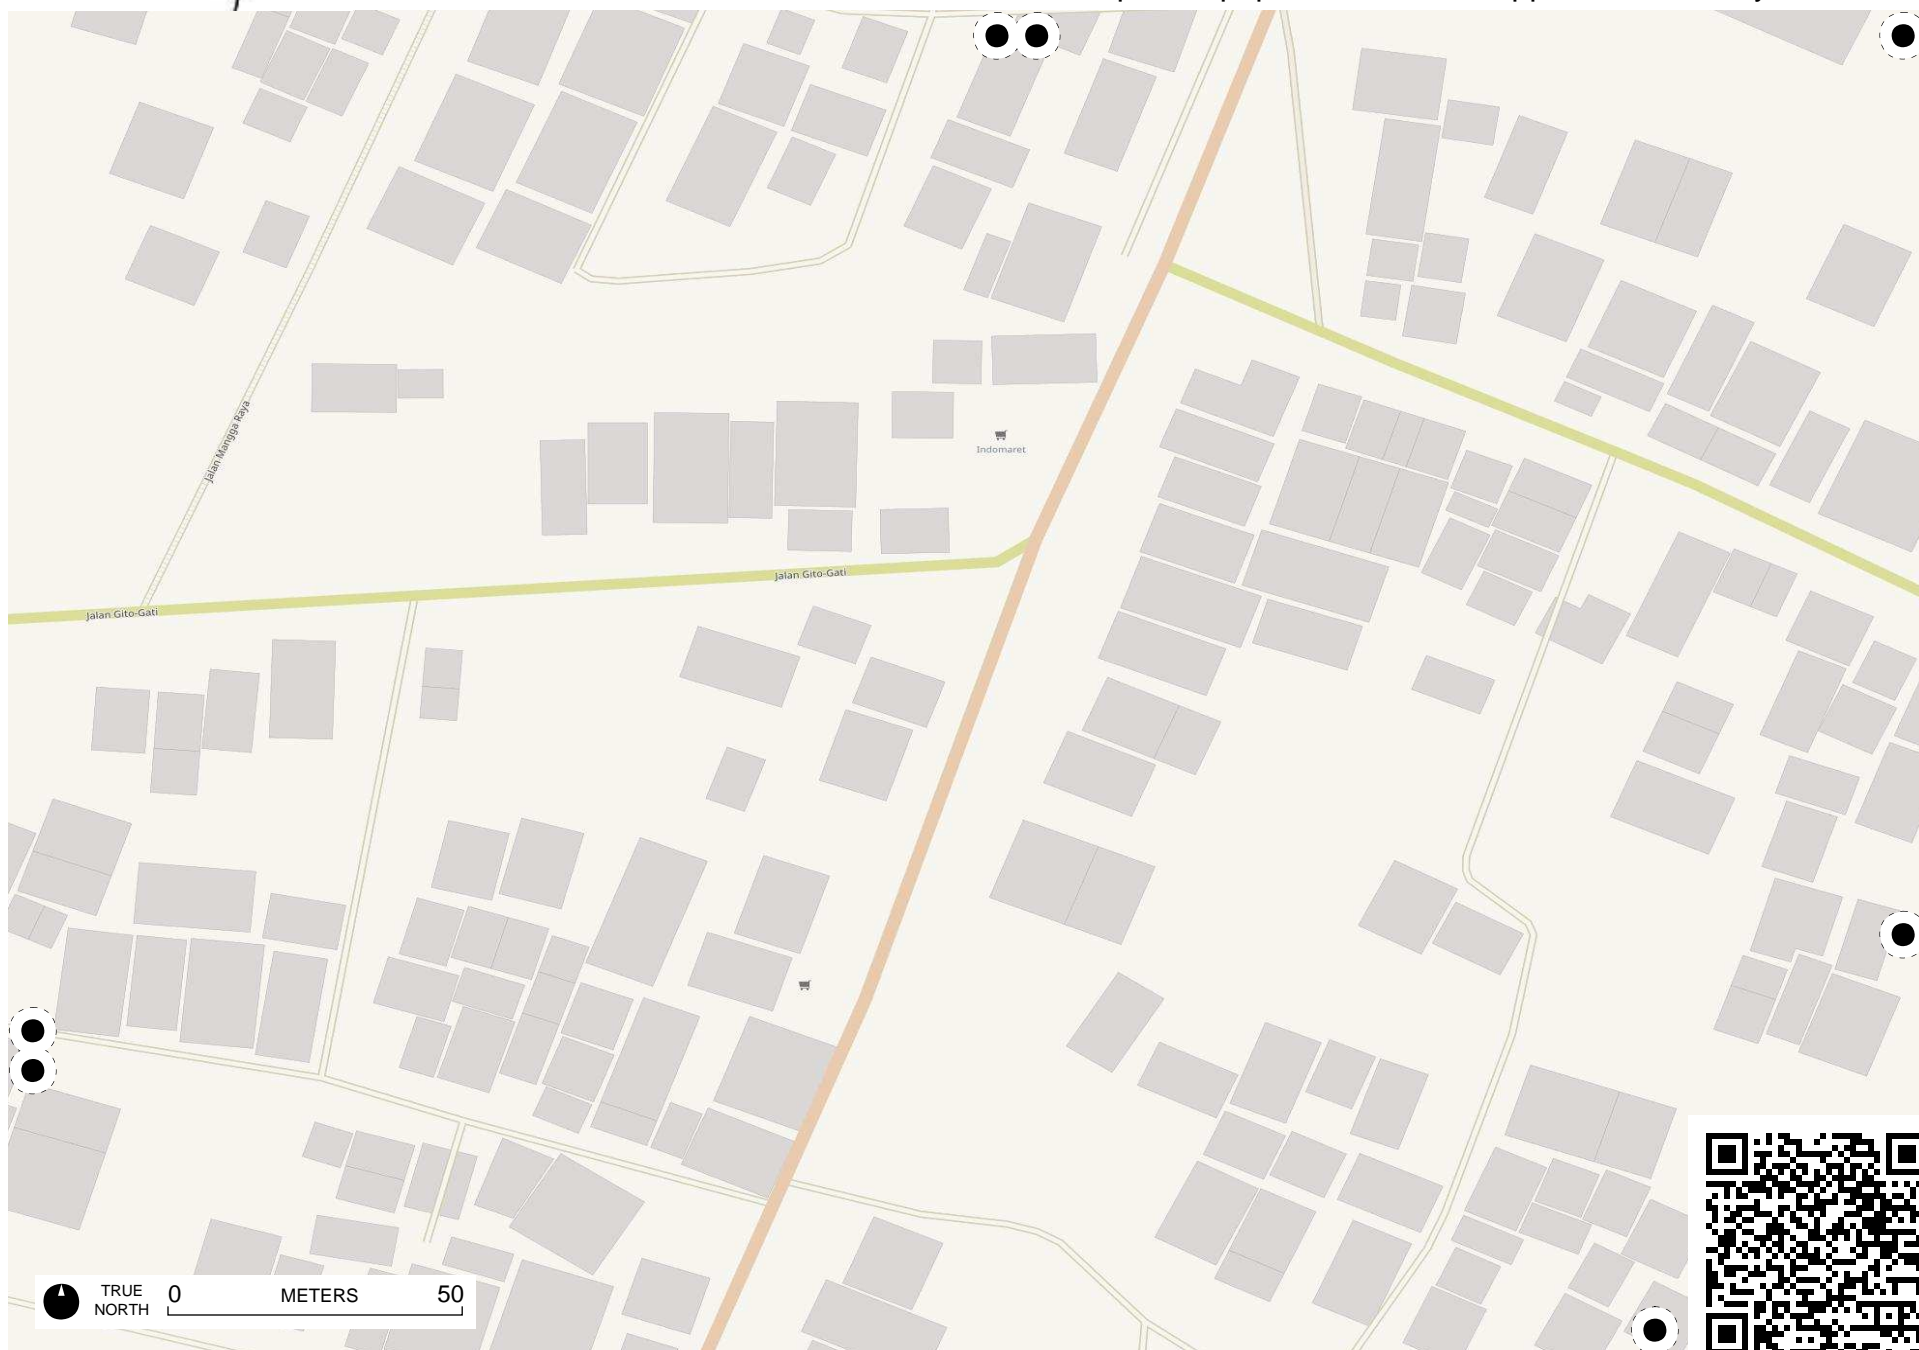 Jalan Mangga Raya
Indomaret
Jalan Gito-Gati
Jalan Gito-Gati
TRUE
NORTH
0 METERS 50